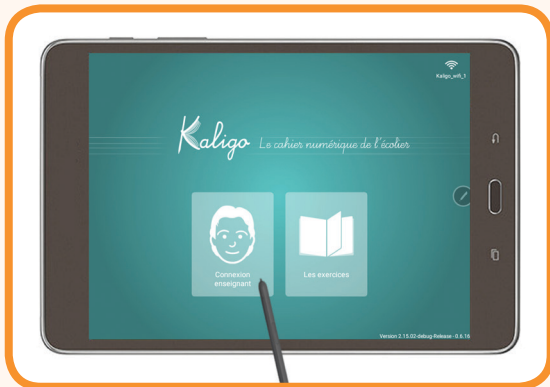 Kaligo_wifi_1
Kaligo Le cahier numérique de l'écolier
Connexion
enseignant
Les exercices
Version 2.15.02-debug-Release - 0.6.16